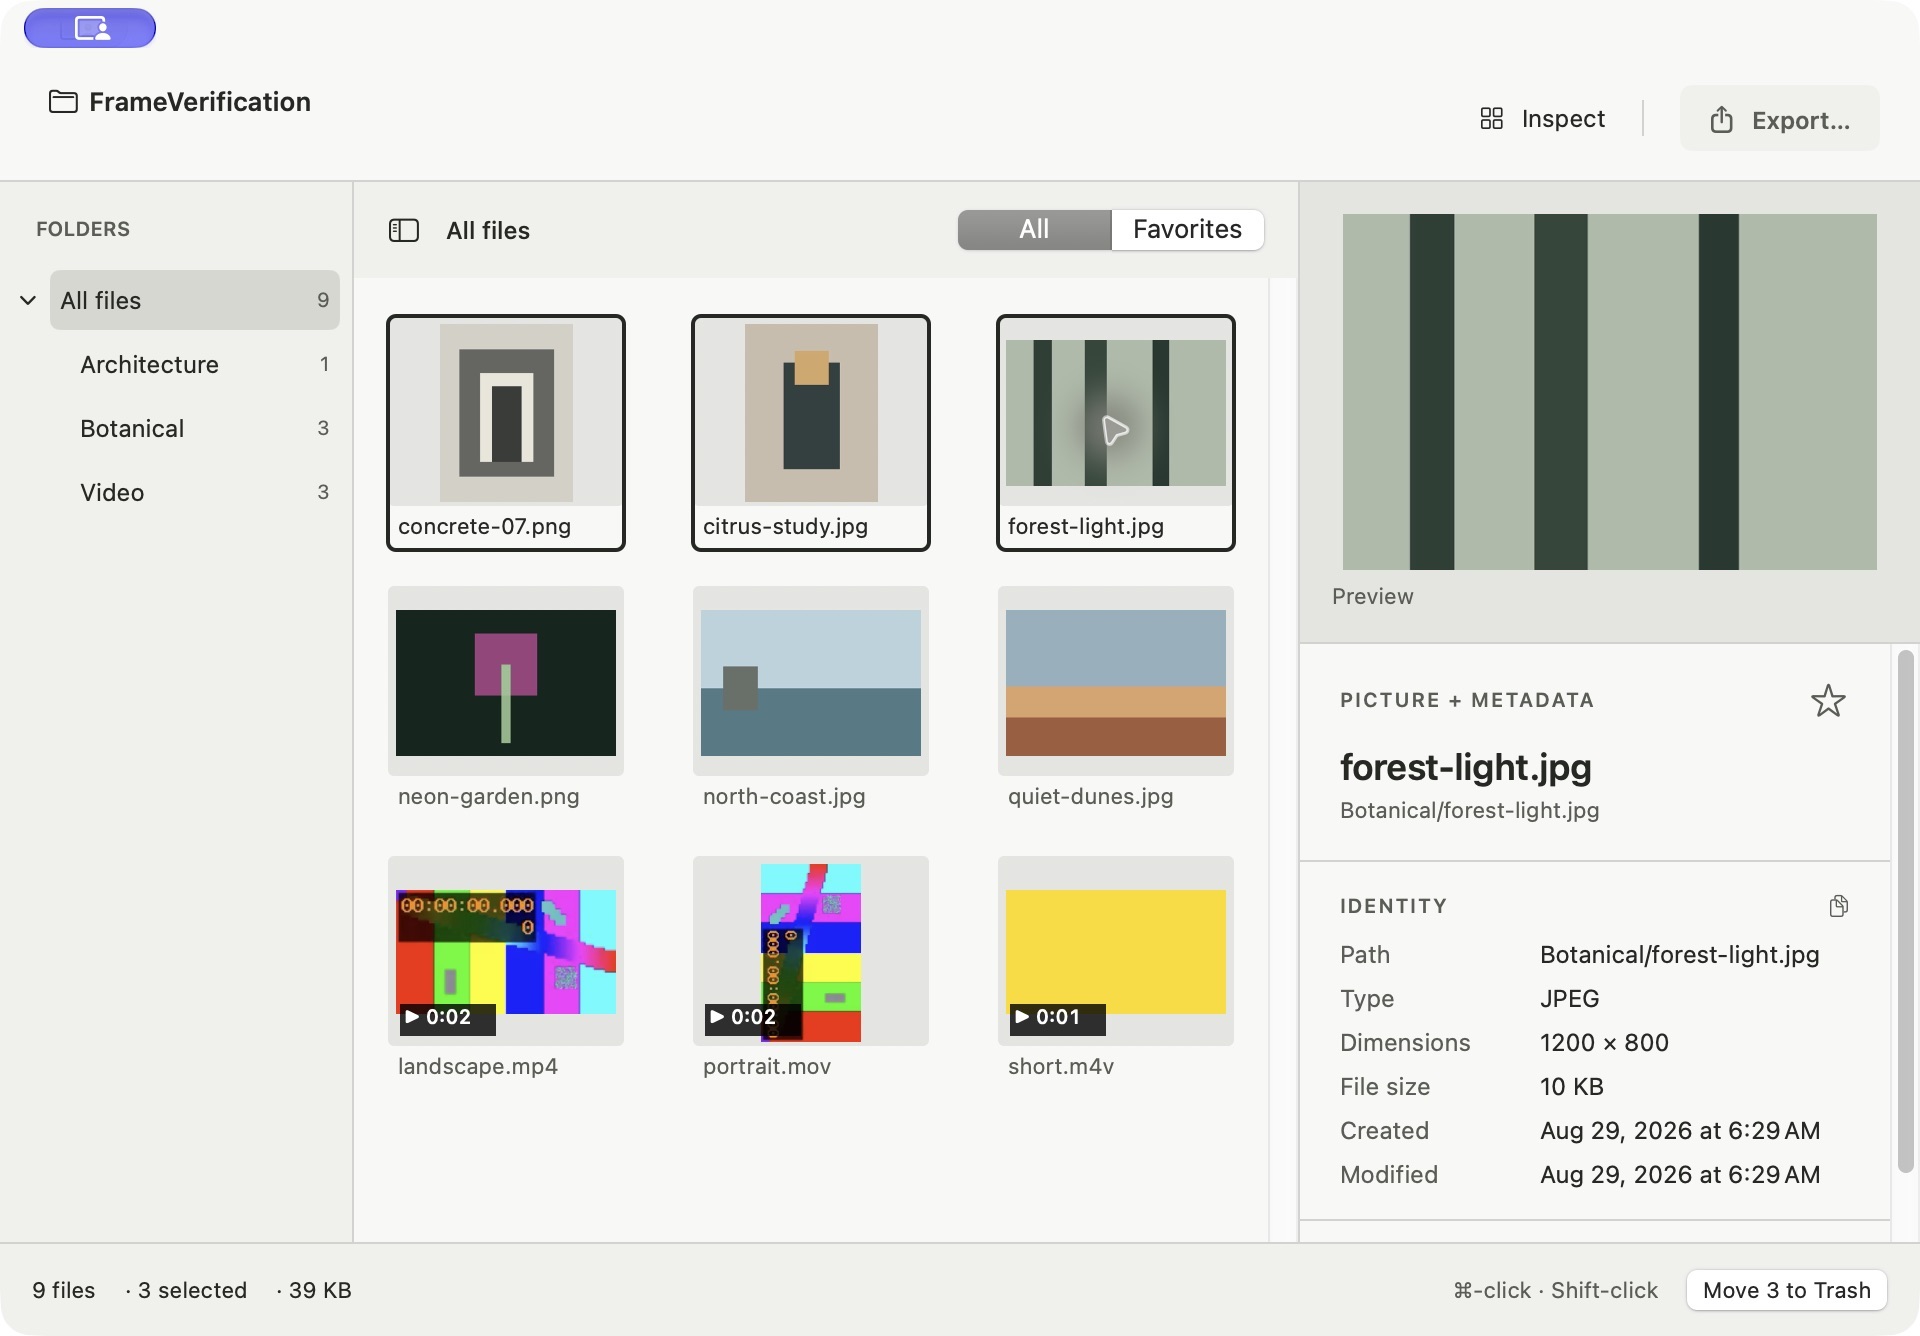 FrameVerification
Inspect
Export...
FOLDERS
All files 9
Architecture 1
Botanical 3
Video 3
All files
All
Favorites
concrete-07.png
citrus-study.jpg
forest-light.jpg
neon-garden.png
north-coast.jpg
quiet-dunes.jpg
00:00:00.000
0
0:02
landscape.mp4
0
0:02
portrait.mov
0:01
short.m4v
Preview
PICTURE + METADATA
forest-light.jpg
Botanical/forest-light.jpg
IDENTITY
Path Botanical/forest-light.jpg
Type JPEG
Dimensions 1200 × 800
File size 10 KB
Created Aug 29, 2026 at 6:29 AM
Modified Aug 29, 2026 at 6:29 AM
9 files · 3 selected · 39 KB
⌘-click · Shift-click
Move 3 to Trash